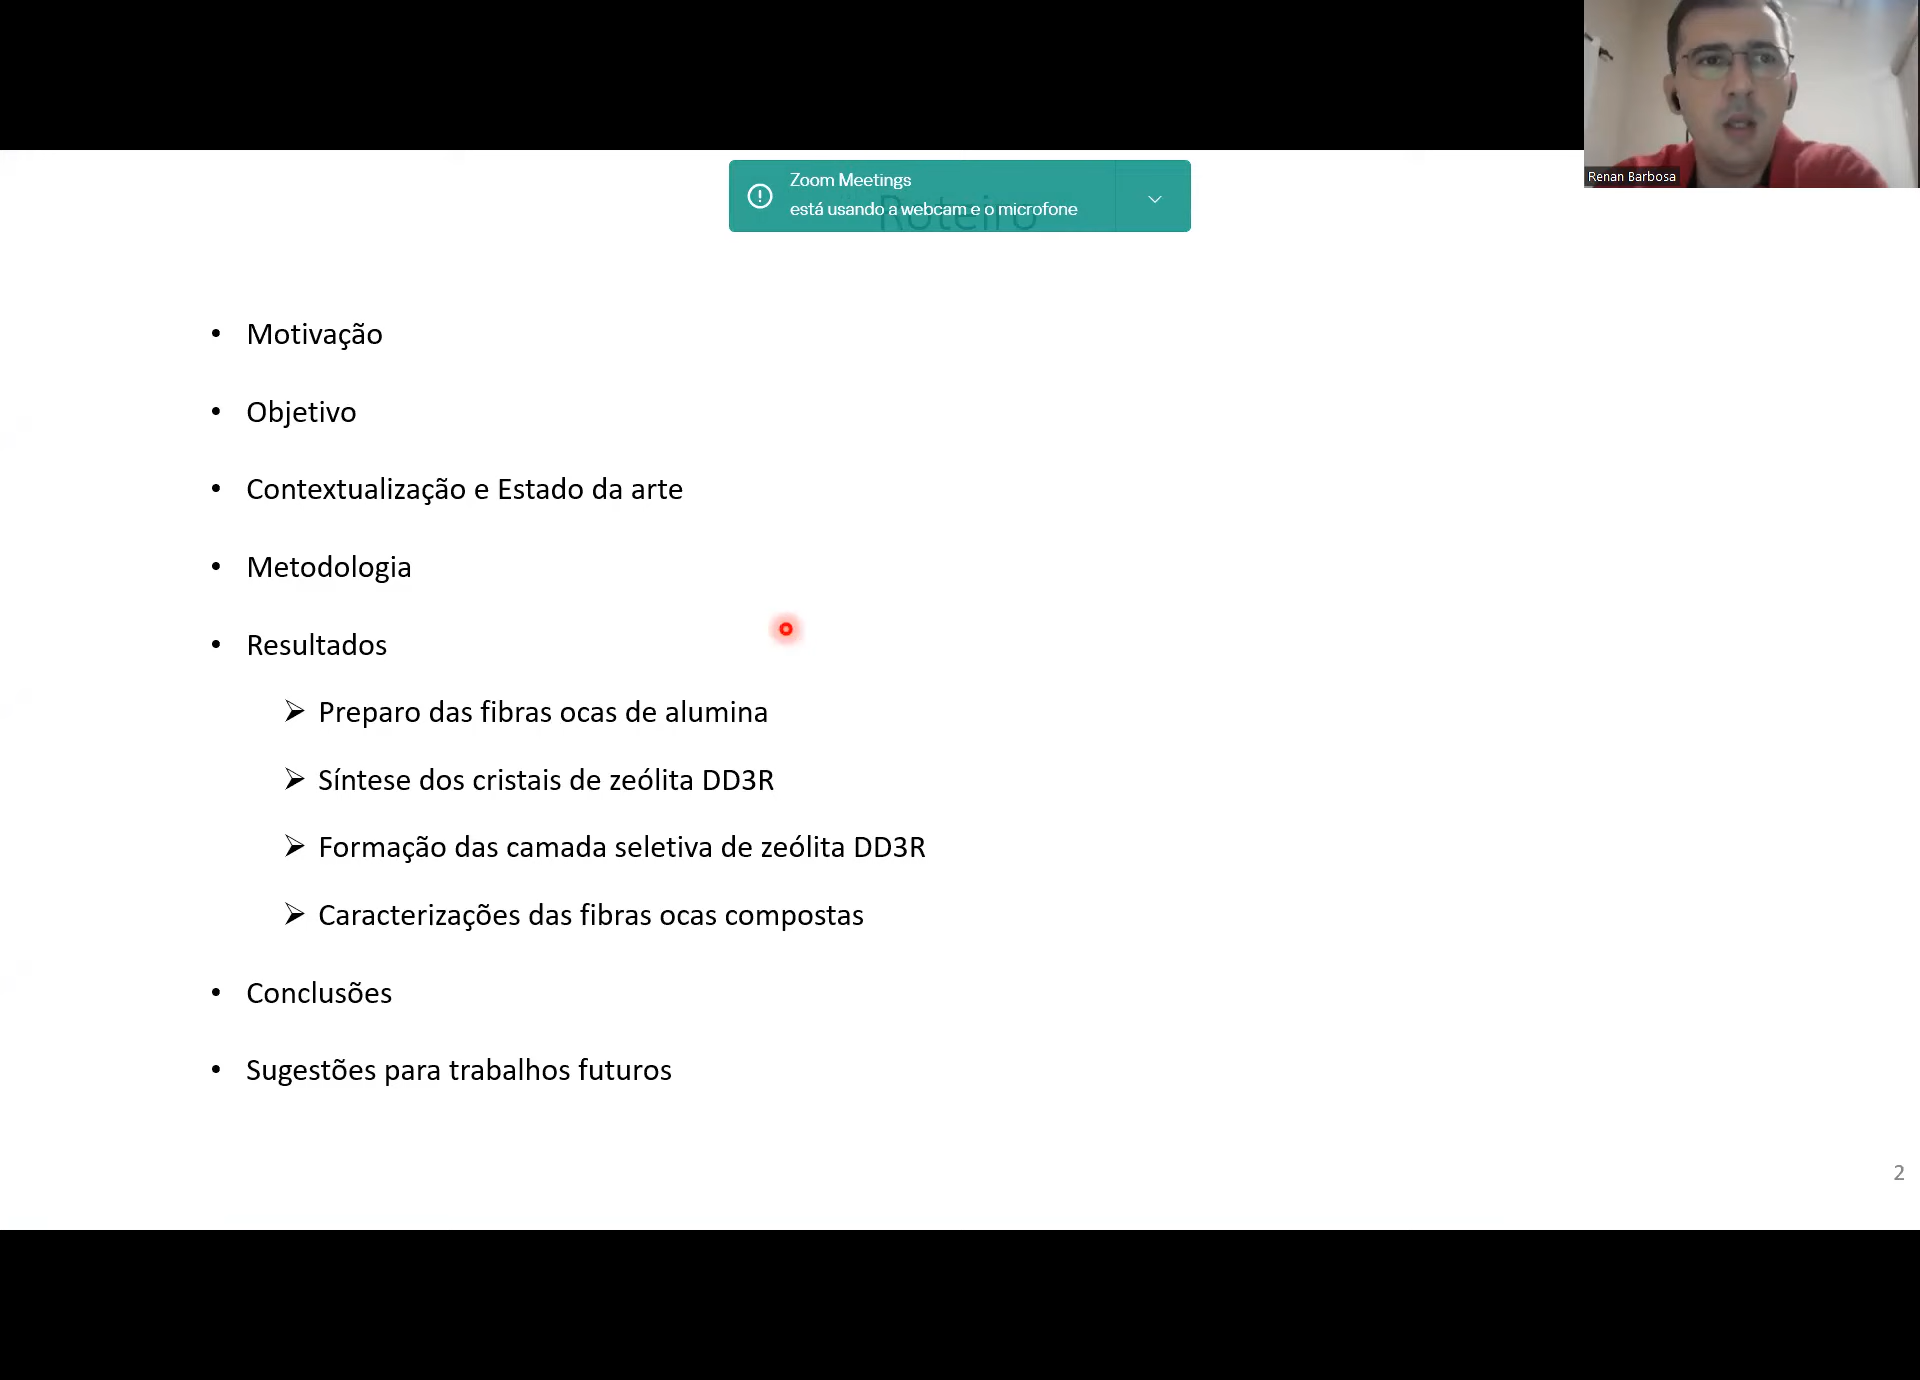 Renan Barbosa
Zoom Meetings
está usando a webcam e o microfone
Roteiro
• Motivação
• Objetivo
• Contextualização e Estado da arte
• Metodologia
• Resultados
➢ Preparo das fibras ocas de alumina
➢ Síntese dos cristais de zeólita DD3R
➢ Formação das camada seletiva de zeólita DD3R
➢ Caracterizações das fibras ocas compostas
• Conclusões
• Sugestões para trabalhos futuros
2